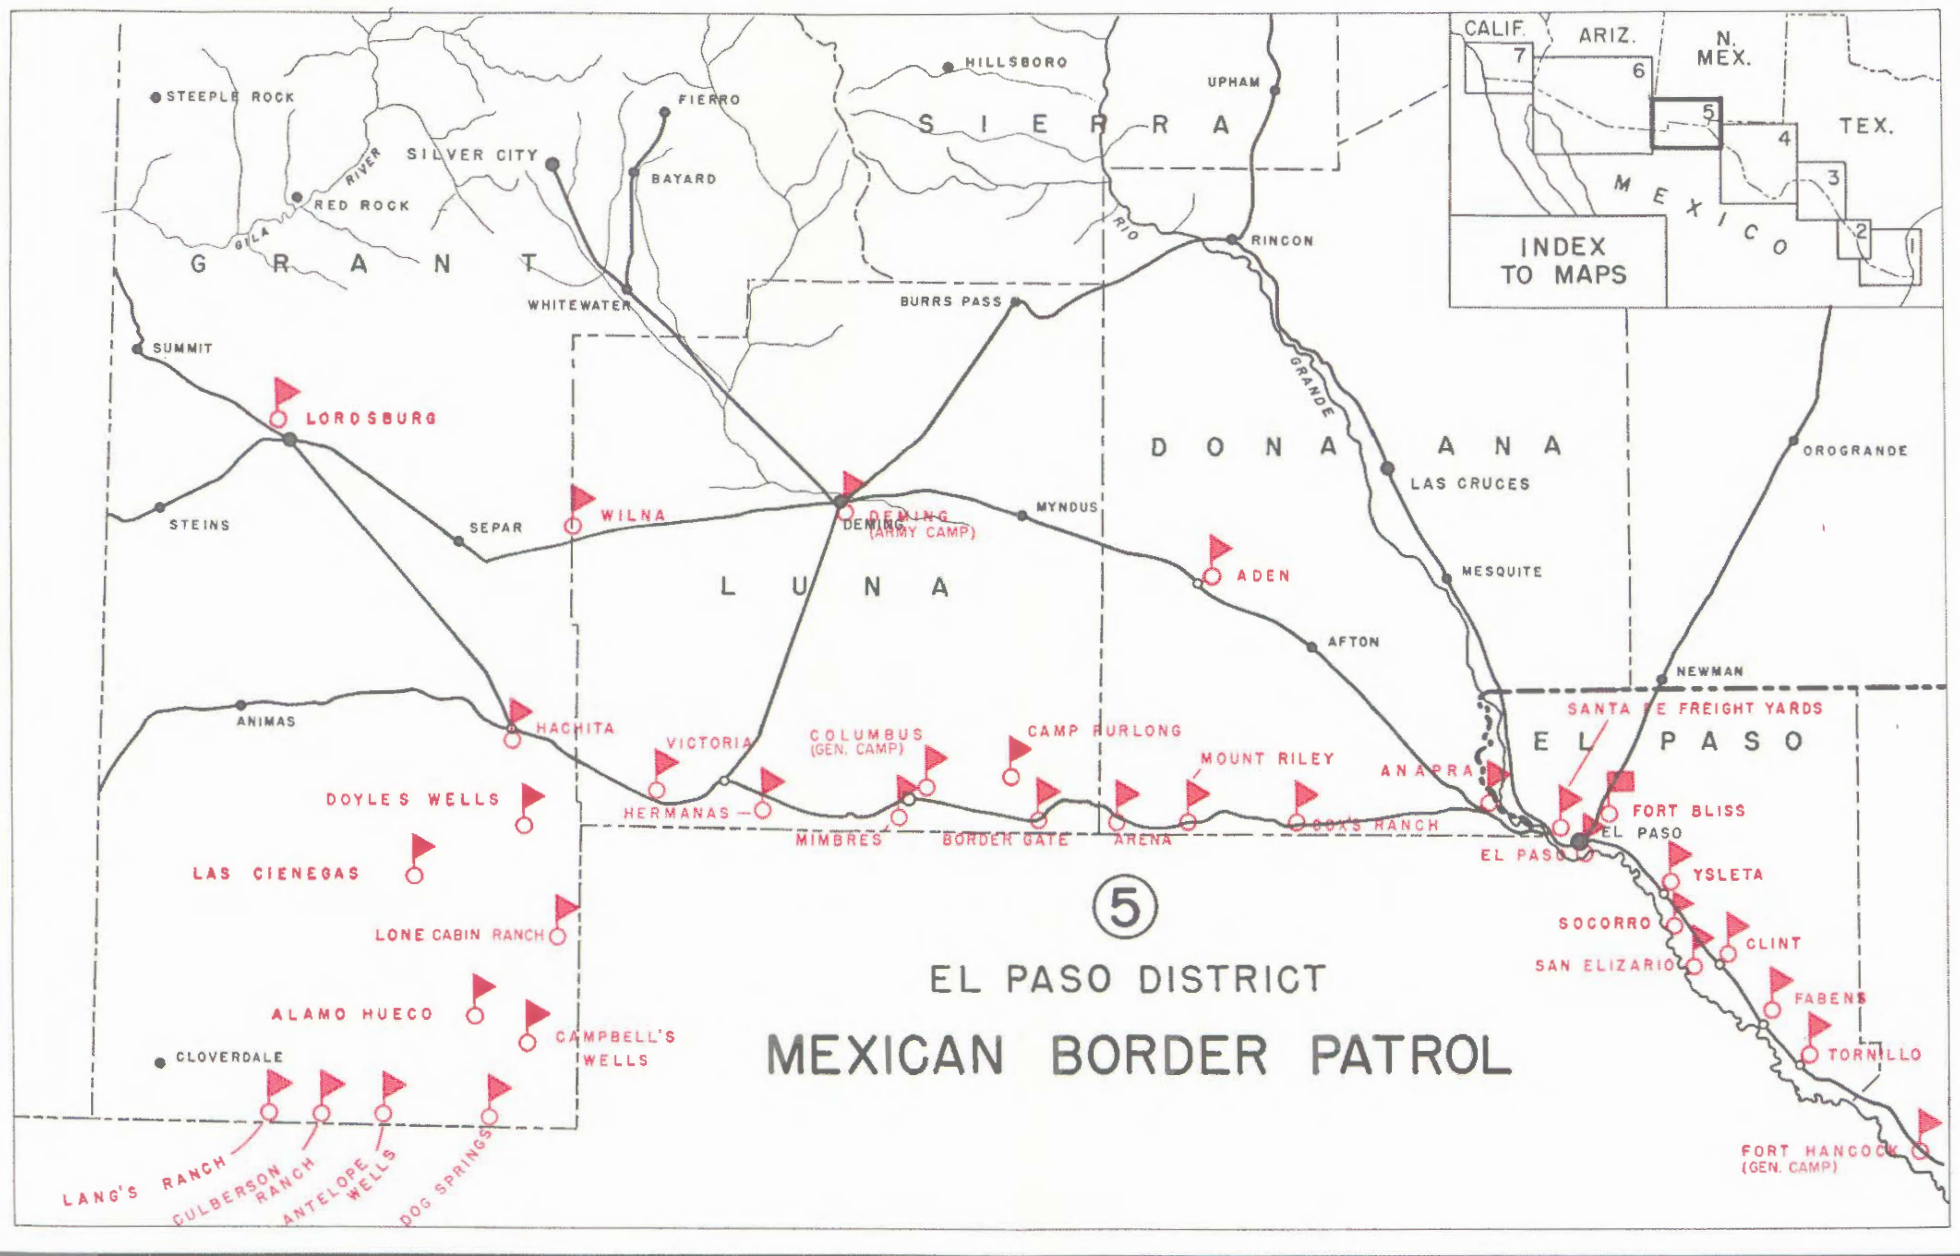 STEEPLE ROCK
FIERRO
HILLSBORO
UPHAM
SIERRA
SILVER CITY
BAYARD
RIVER
RED ROCK
GILA
GRANT
RIO
RINCON
WHITEWATER
BURRS PASS
CALIF.
ARIZ.
N.
MEX.
TEX.
7
6
5
4
3
2
1
MEXICO
INDEX
TO MAPS
SUMMIT
GRANDE
LORDSBURG
DONA ANA
OROGRANDE
LAS CRUCES
STEINS
SEPAR
WILNA
DEMING
DEMING
(ARMY CAMP)
MYNDUS
LUNA
ADEN
MESQUITE
AFTON
NEWMAN
ANIMAS
HACHITA
VICTORIA
COLUMBUS
(GEN. CAMP)
CAMP FURLONG
MOUNT RILEY
ANAPRA
SANTA FE FREIGHT YARDS
EL PASO
DOYLES WELLS
HERMANAS
MIMBRES
BORDER GATE
ARENA
COX'S RANCH
FORT BLISS
EL PASO
EL PASO
LAS CIENEGAS
YSLETA
LONE CABIN RANCH
SOCORRO
CLINT
SAN ELIZARIO
5
EL PASO DISTRICT
MEXICAN BORDER PATROL
ALAMO HUECO
CAMPBELL'S
WELLS
FABENS
TORNILLO
CLOVERDALE
LANG'S RANCH
CULBERSON
RANCH
ANTELOPE
WELLS
DOG SPRINGS
FORT HANCOCK
(GEN. CAMP)